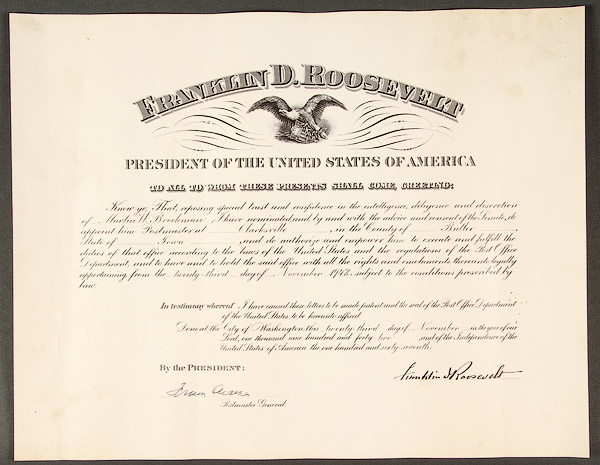 FRANKLIN D. ROOSEVELT
PRESIDENT OF THE UNITED STATES OF AMERICA
TO ALL TO WHOM THESE PRESENTS SHALL COME, GREETING:
Know ye, That, reposing special trust and confidence in the intelligence, diligence and discretion
of Martin W. Brockman, I have nominated, and by and with the advice and consent of the Senate, do
appoint him Postmaster at Clarksville, in the County of Butler
State of Iowa, and do authorize and empower him to execute and fulfill the
duties of that office according to the laws of the United States and the regulations of the Post Office
Department, and to have and to hold the said office with all the rights and emoluments thereunto legally
appertaining from the twenty-third day of November 1942, subject to the conditions prescribed by
law.
In testimony whereof I have caused these letters to be made patent and the seal of the Post Office Department
of the United States to be hereunto affixed.
Done at the City of Washington this twenty-third day of November in the year of our
Lord, one thousand nine hundred and forty two, and of the Independence of the
United States of America the one hundred and sixty-seventh.
By the PRESIDENT:
Franklin D Roosevelt
Postmaster General.